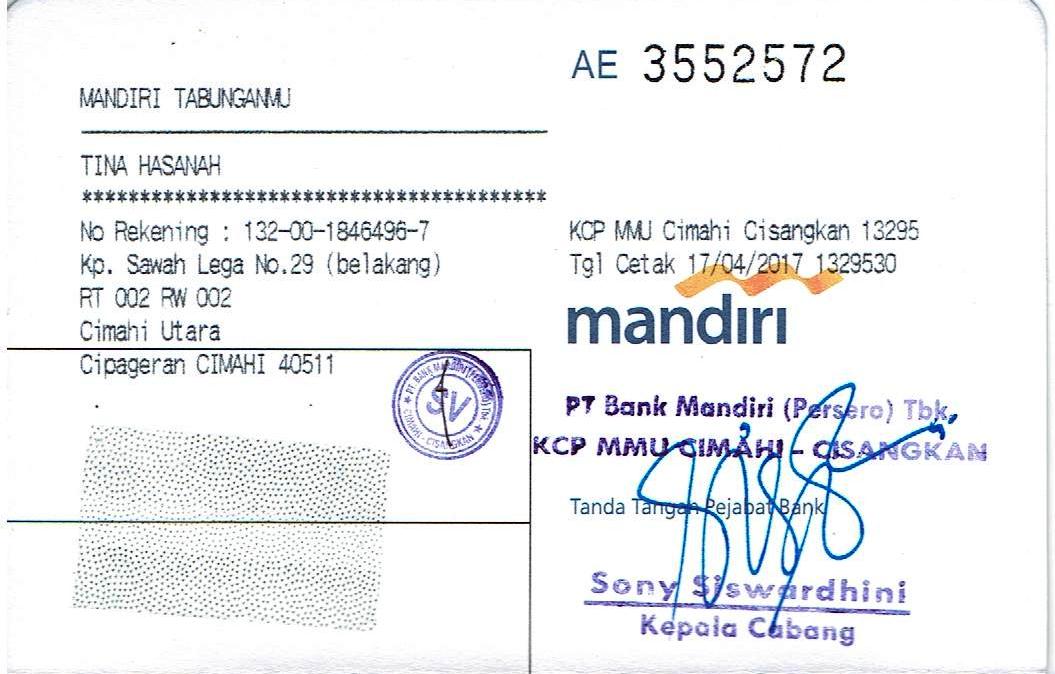 AE 3552572
MANDIRI TABUNGANMU
TINA HASANAH
****************************************
No Rekening : 132-00-1846496-7
Kp. Sawah Lega No.29 (belakang)
RT 002 RW 002
Cimahi Utara
Cipageran CIMAHI 40511
KCP MMU Cimahi Cisangkan 13295
Tgl Cetak 17/04/2017 1329530
mandiri
PT BANK MANDIRI (PERSERO) Tbk
SV
CIMAHI - CISANGKAN
PT Bank Mandiri (Persero) Tbk.
KCP MMU CIMAHI - CISANGKAN
Tanda Tangan Pejabat Bank
Sony Siswardhini
Kepala Cabang